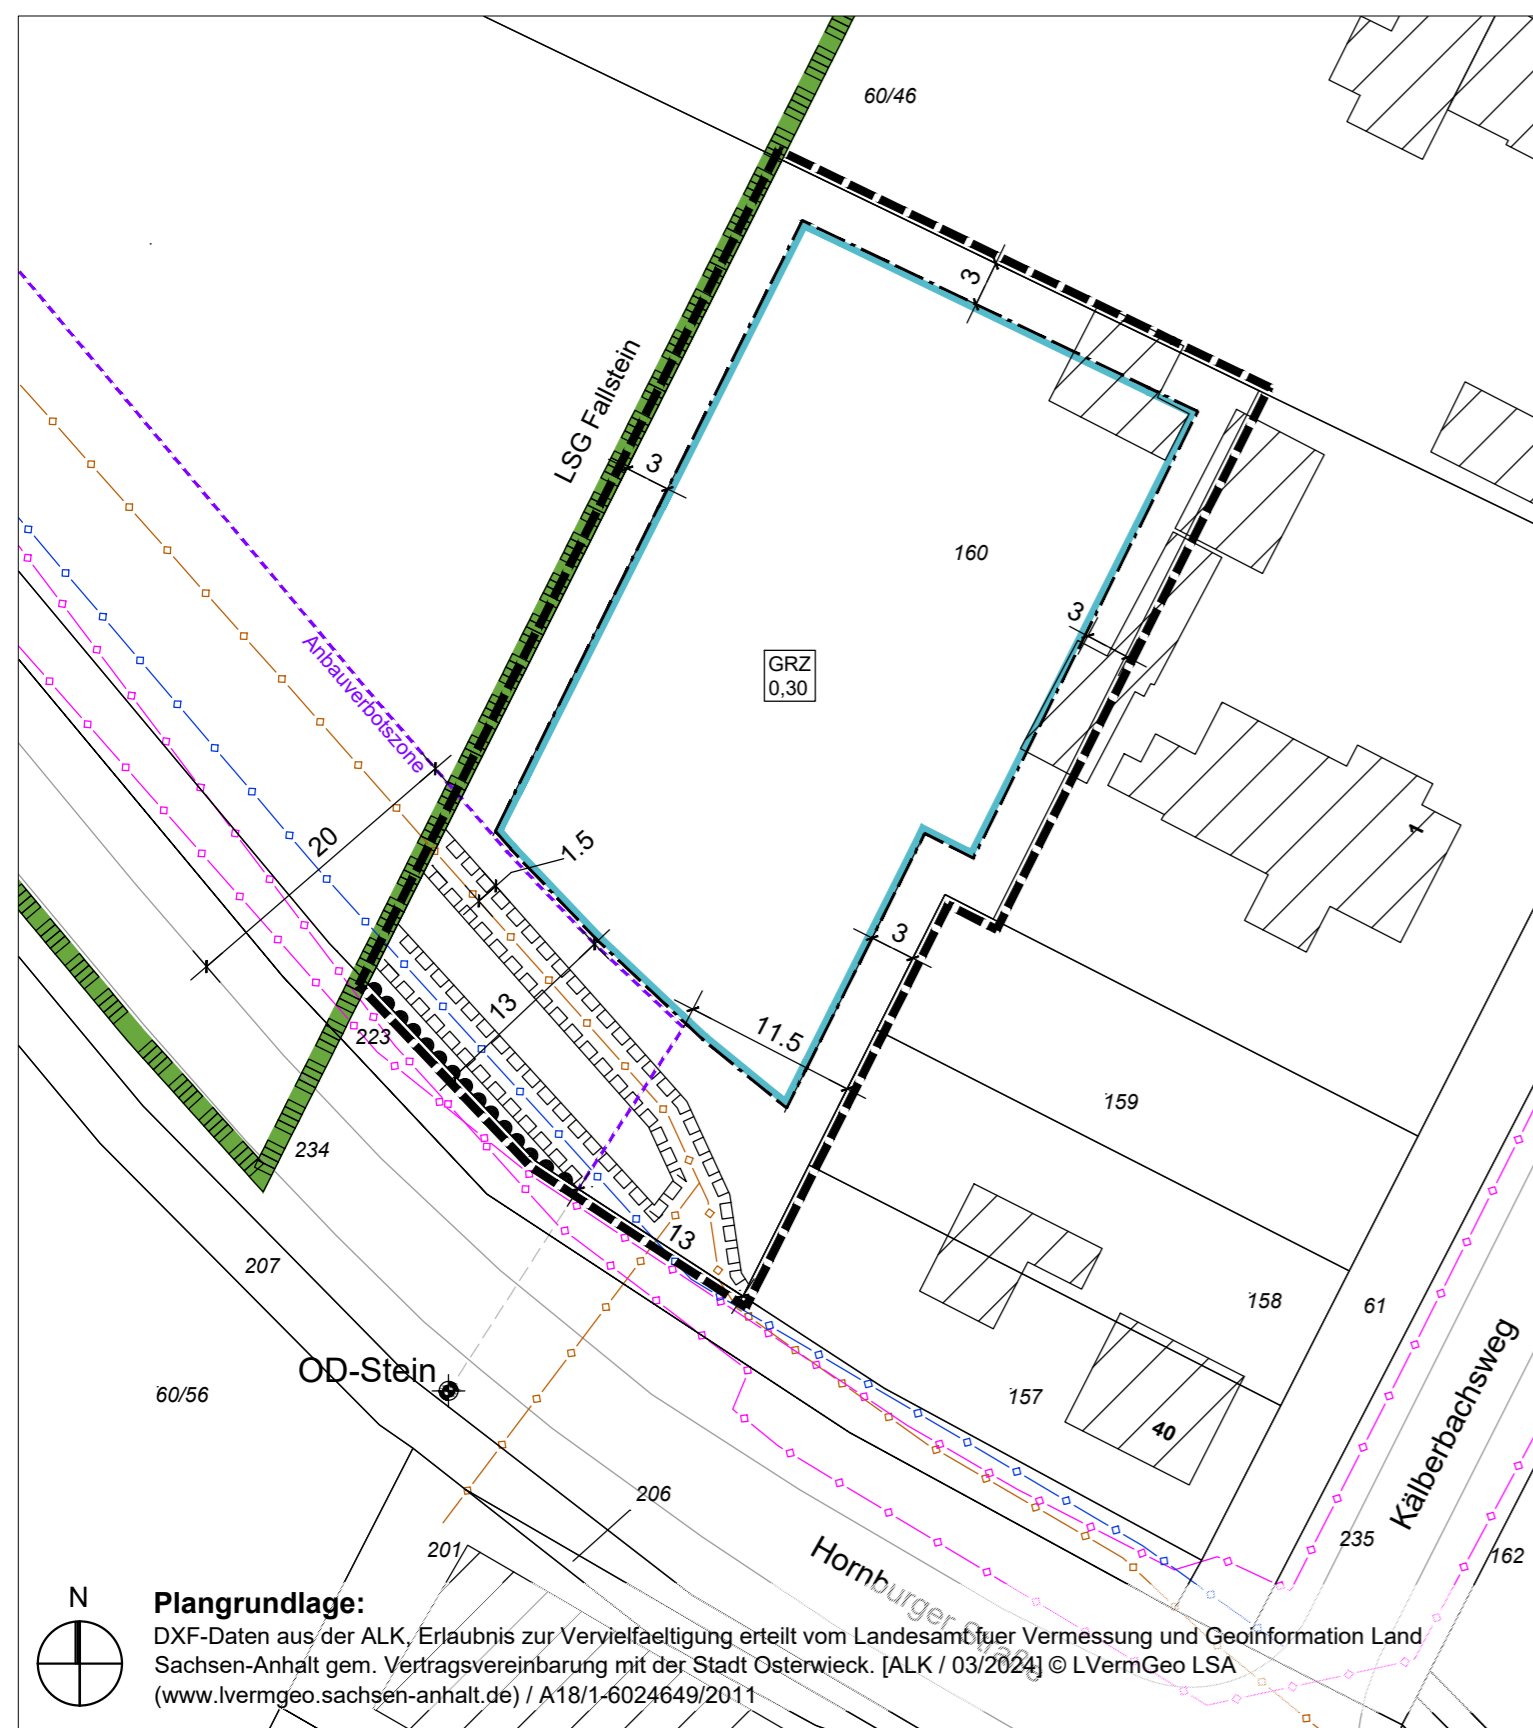 60/46
3
LSG Fallstein
3
160
3
GRZ
0,30
Anbauverbotszone
20
1.5
1
3
13
11.5
223
159
234
13
207
158
61
OD-Stein
60/56
157
40
Kälberbachsweg
206
201
235
162
Hornburger Straße
N
Plangrundlage:
DXF-Daten aus der ALK, Erlaubnis zur Vervielfaeltigung erteilt vom Landesamt fuer Vermessung und Geoinformation Land
Sachsen-Anhalt gem. Vertragsvereinbarung mit der Stadt Osterwieck. [ALK / 03/2024] © LVermGeo LSA
(www.lvermgeo.sachsen-anhalt.de) / A18/1-6024649/2011